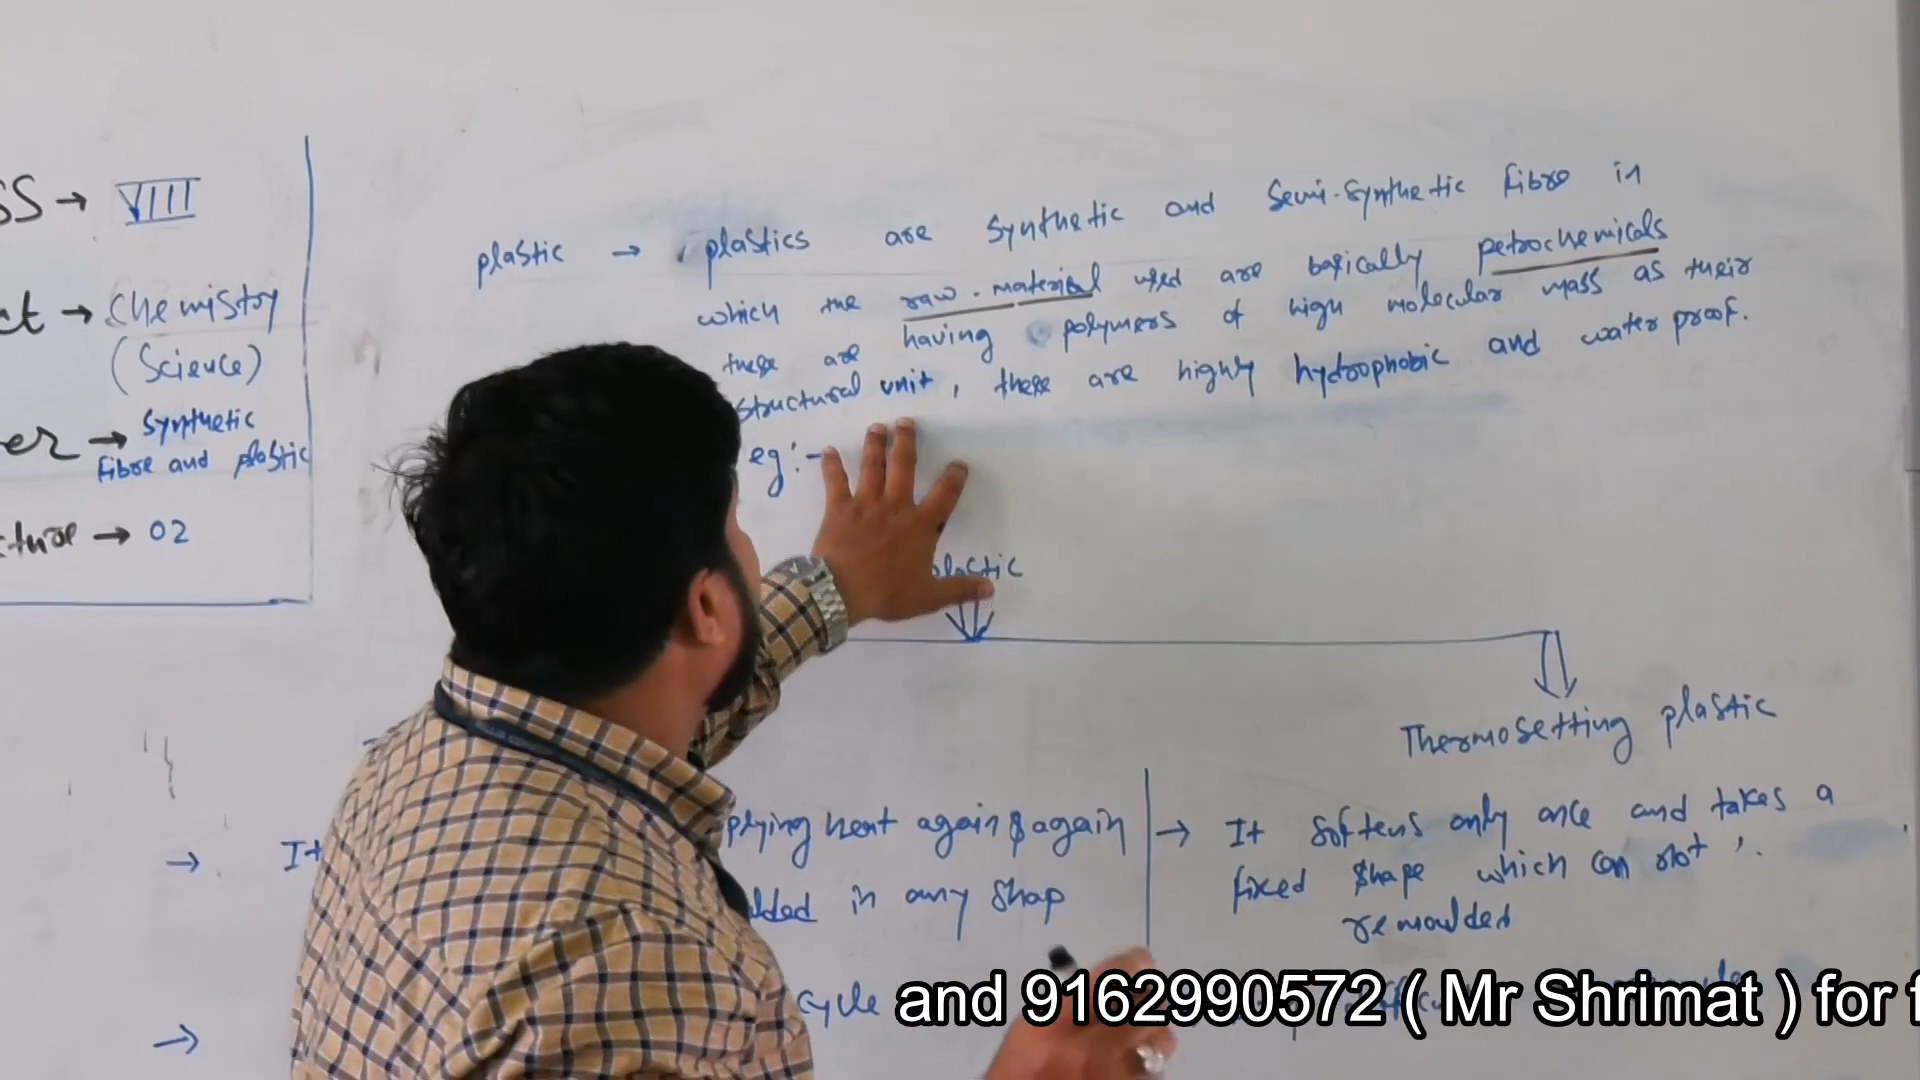 SS → VIII
ct → Chemistry
(Science)
er → Synthetic
Fibre and plastic
cture → 02
plastic → plastics are synthetic and semi-synthetic fibre in
which the raw-material used are basically petrochemicals
these are having polymers of high molecular mass as their
structural unit, these are highly hydrophobic and water proof.
eg:-
plastic
Thermosetting plastic
→ It
plying heat again & again
lded in any shap
→ It softens only once and takes a
fixed shape which can not
remoulded
→
cycle
and 9162990572 ( Mr Shrimat ) for f